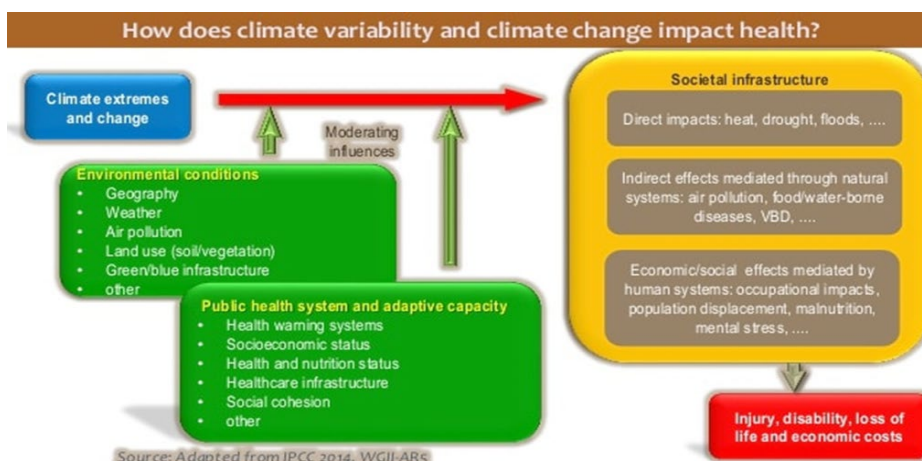 How does climate variability and climate change impact health?
Climate extremes
and change
Moderating
influences
Environmental conditions
• Geography
• Weather
• Air pollution
• Land use (soil/vegetation)
• Green/blue infrastructure
• other
Public health system and adaptive capacity
• Health warning systems
• Socioeconomic status
• Health and nutrition status
• Healthcare infrastructure
• Social cohesion
• other
Societal infrastructure
Direct impacts: heat, drought, floods, ....
Indirect effects mediated through natural
systems: air pollution, food/water-borne
diseases, VBD, ....
Economic/social effects mediated by
human systems: occupational impacts,
population displacement, malnutrition,
mental stress, ....
Injury, disability, loss of
life and economic costs
Source: Adapted from IPCC 2014, WGII-AR5